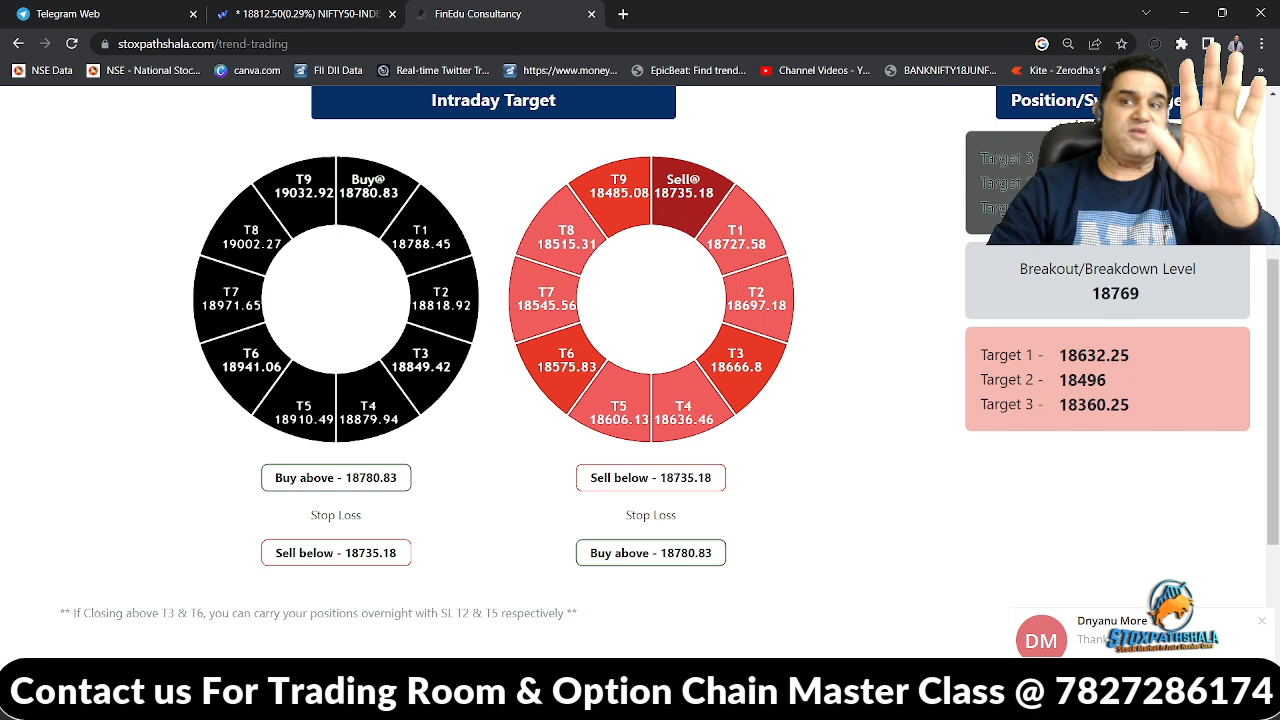 Telegram Web
* 18812.50(0.29%) NIFTY50-INDE
FinEdu Consultancy
stoxpathshala.com/trend-trading
NSE Data
NSE - National Stoc...
canva.com
FII DII Data
Real-time Twitter Tr...
https://www.money...
EpicBeat: Find trend...
Channel Videos - Y...
BANKNIFTY18JUNF...
Kite - Zerodha's
Intraday Target
Position/Sw
T9
19032.92
Buy@
18780.83
T1
18788.45
T2
18818.92
T3
18849.42
T4
18879.94
T5
18910.49
T6
18941.06
T7
18971.65
T8
19002.27
T9
18485.08
Sell@
18735.18
T1
18727.58
T2
18697.18
T3
18666.8
T4
18636.46
T5
18606.13
T6
18575.83
T7
18545.56
T8
18515.31
Target 3
Target
Targ
Breakout/Breakdown Level
18769
Target 1 - 18632.25
Target 2 - 18496
Target 3 - 18360.25
Buy above - 18780.83
Stop Loss
Sell below - 18735.18
Sell below - 18735.18
Stop Loss
Buy above - 18780.83
** If Closing above T3 & T6, you can carry your positions overnight with SL T2 & T5 respectively **
DM
Dnyanu More
Thank
STOXPATHSHALA
Contact us For Trading Room & Option Chain Master Class @ 7827286174